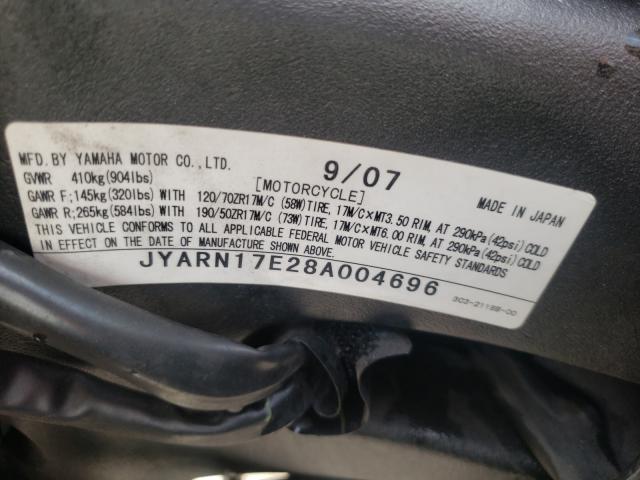 MFD. BY YAMAHA MOTOR CO., LTD.
9/07
GVWR 410kg(904lbs)
[MOTORCYCLE]
MADE IN JAPAN
GAWR F;145kg(320lbs) WITH 120/70ZR17M/C (58W)TIRE, 17M/C×MT3.50 RIM, AT 290kPa(42psi)COLD
GAWR R;265kg(584lbs) WITH 190/50ZR17M/C (73W)TIRE, 17M/C×MT6.00 RIM, AT 290kPa(42psi)COLD
THIS VEHICLE CONFORMS TO ALL APPLICABLE FEDERAL MOTOR VEHICLE SAFETY STANDARDS
IN EFFECT ON THE DATE OF MANUFACTURE SHOWN ABOVE.
JYARN17E28A004696
5C3-2118B-00